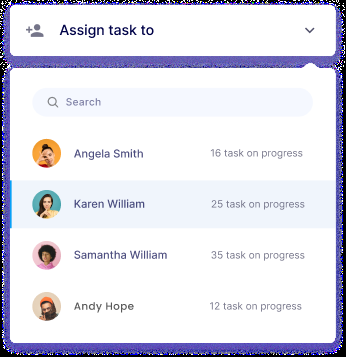 Assign task to
Search
Angela Smith 16 task on progress
Karen William 25 task on progress
Samantha William 35 task on progress
Andy Hope 12 task on progress